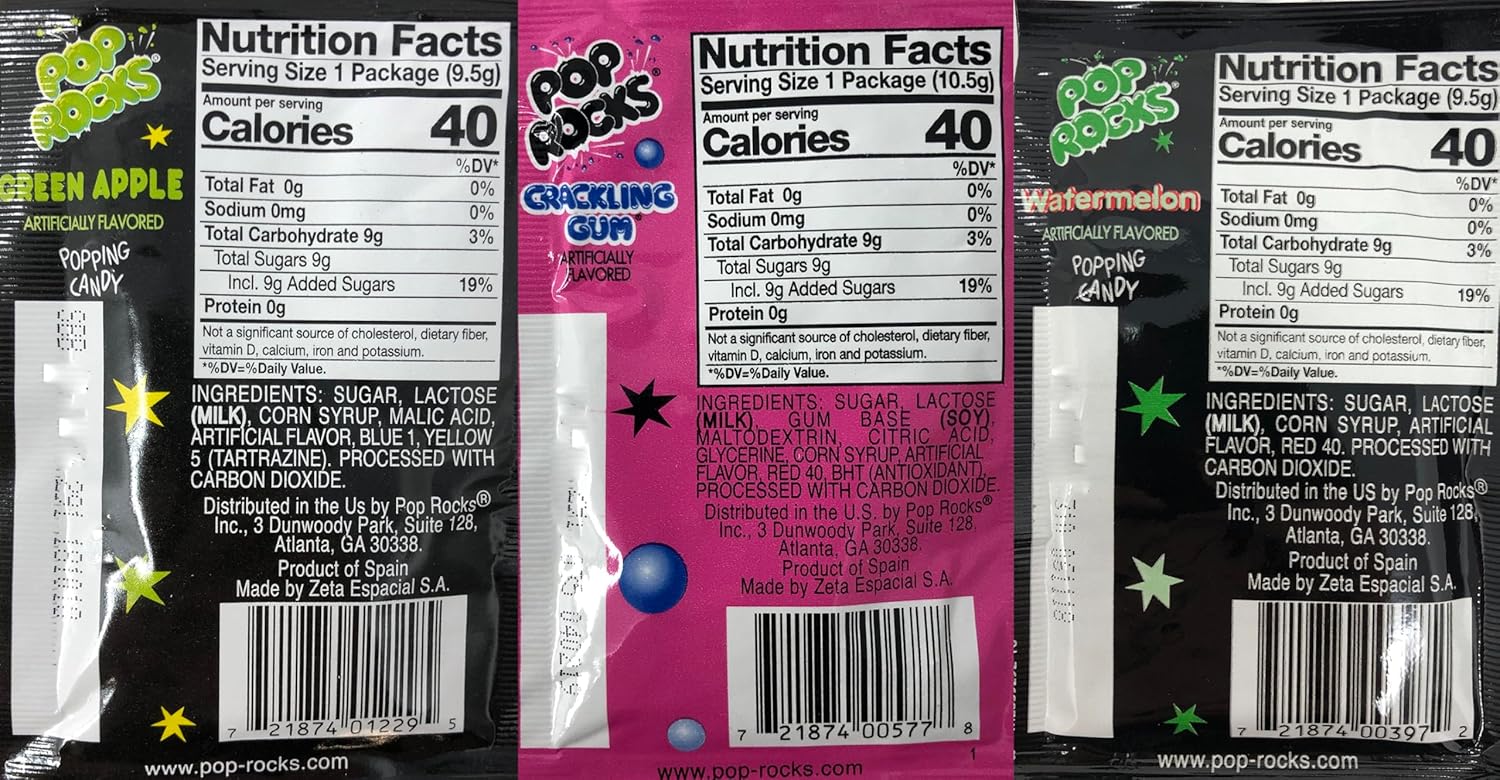 POP
ROCKS®
GREEN APPLE
ARTIFICIALLY FLAVORED
POPPING
CANDY
Nutrition Facts
Serving Size 1 Package (9.5g)
Amount per serving
Calories 40
%DV*
Total Fat 0g 0%
Sodium 0mg 0%
Total Carbohydrate 9g 3%
Total Sugars 9g
Incl. 9g Added Sugars 19%
Protein 0g
Not a significant source of cholesterol, dietary fiber,
vitamin D, calcium, iron and potassium.
*%DV=%Daily Value.
INGREDIENTS: SUGAR, LACTOSE
(MILK), CORN SYRUP, MALIC ACID,
ARTIFICIAL FLAVOR, BLUE 1, YELLOW
5 (TARTRAZINE). PROCESSED WITH
CARBON DIOXIDE.
Distributed in the Us by Pop Rocks®
Inc., 3 Dunwoody Park, Suite 128,
Atlanta, GA 30338.
Product of Spain
Made by Zeta Espacial S.A.
7 21874 01229 5
www.pop-rocks.com
POP
ROCKS®
CRACKLING
GUM
ARTIFICIALLY
FLAVORED
Nutrition Facts
Serving Size 1 Package (10.5g)
Amount per serving
Calories 40
%DV*
Total Fat 0g 0%
Sodium 0mg 0%
Total Carbohydrate 9g 3%
Total Sugars 9g
Incl. 9g Added Sugars 19%
Protein 0g
Not a significant source of cholesterol, dietary fiber,
vitamin D, calcium, iron and potassium.
*%DV=%Daily Value.
INGREDIENTS: SUGAR, LACTOSE
(MILK), GUM BASE (SOY),
MALTODEXTRIN, CITRIC ACID,
GLYCERINE, CORN SYRUP, ARTIFICIAL
FLAVOR, RED 40, BHT (ANTIOXIDANT),
PROCESSED WITH CARBON DIOXIDE.
Distributed in the U.S. by Pop Rocks®
Inc., 3 Dunwoody Park, Suite 128,
Atlanta, GA 30338.
Product of Spain
Made by Zeta Espacial S.A.
7 21874 00577 8
1
www.pop-rocks.com
POP
ROCKS®
Watermelon
ARTIFICIALLY FLAVORED
POPPING
CANDY
Nutrition Facts
Serving Size 1 Package (9.5g)
Amount per serving
Calories 40
%DV*
Total Fat 0g 0%
Sodium 0mg 0%
Total Carbohydrate 9g 3%
Total Sugars 9g
Incl. 9g Added Sugars 19%
Protein 0g
Not a significant source of cholesterol, dietary fiber,
vitamin D, calcium, iron and potassium.
*%DV=%Daily Value.
INGREDIENTS: SUGAR, LACTOSE
(MILK), CORN SYRUP, ARTIFICIAL
FLAVOR, RED 40. PROCESSED WITH
CARBON DIOXIDE.
Distributed in the US by Pop Rocks®
Inc., 3 Dunwoody Park, Suite 128,
Atlanta, GA 30338.
Product of Spain
Made by Zeta Espacial S.A.
7 21874 00397 2
www.pop-rocks.com